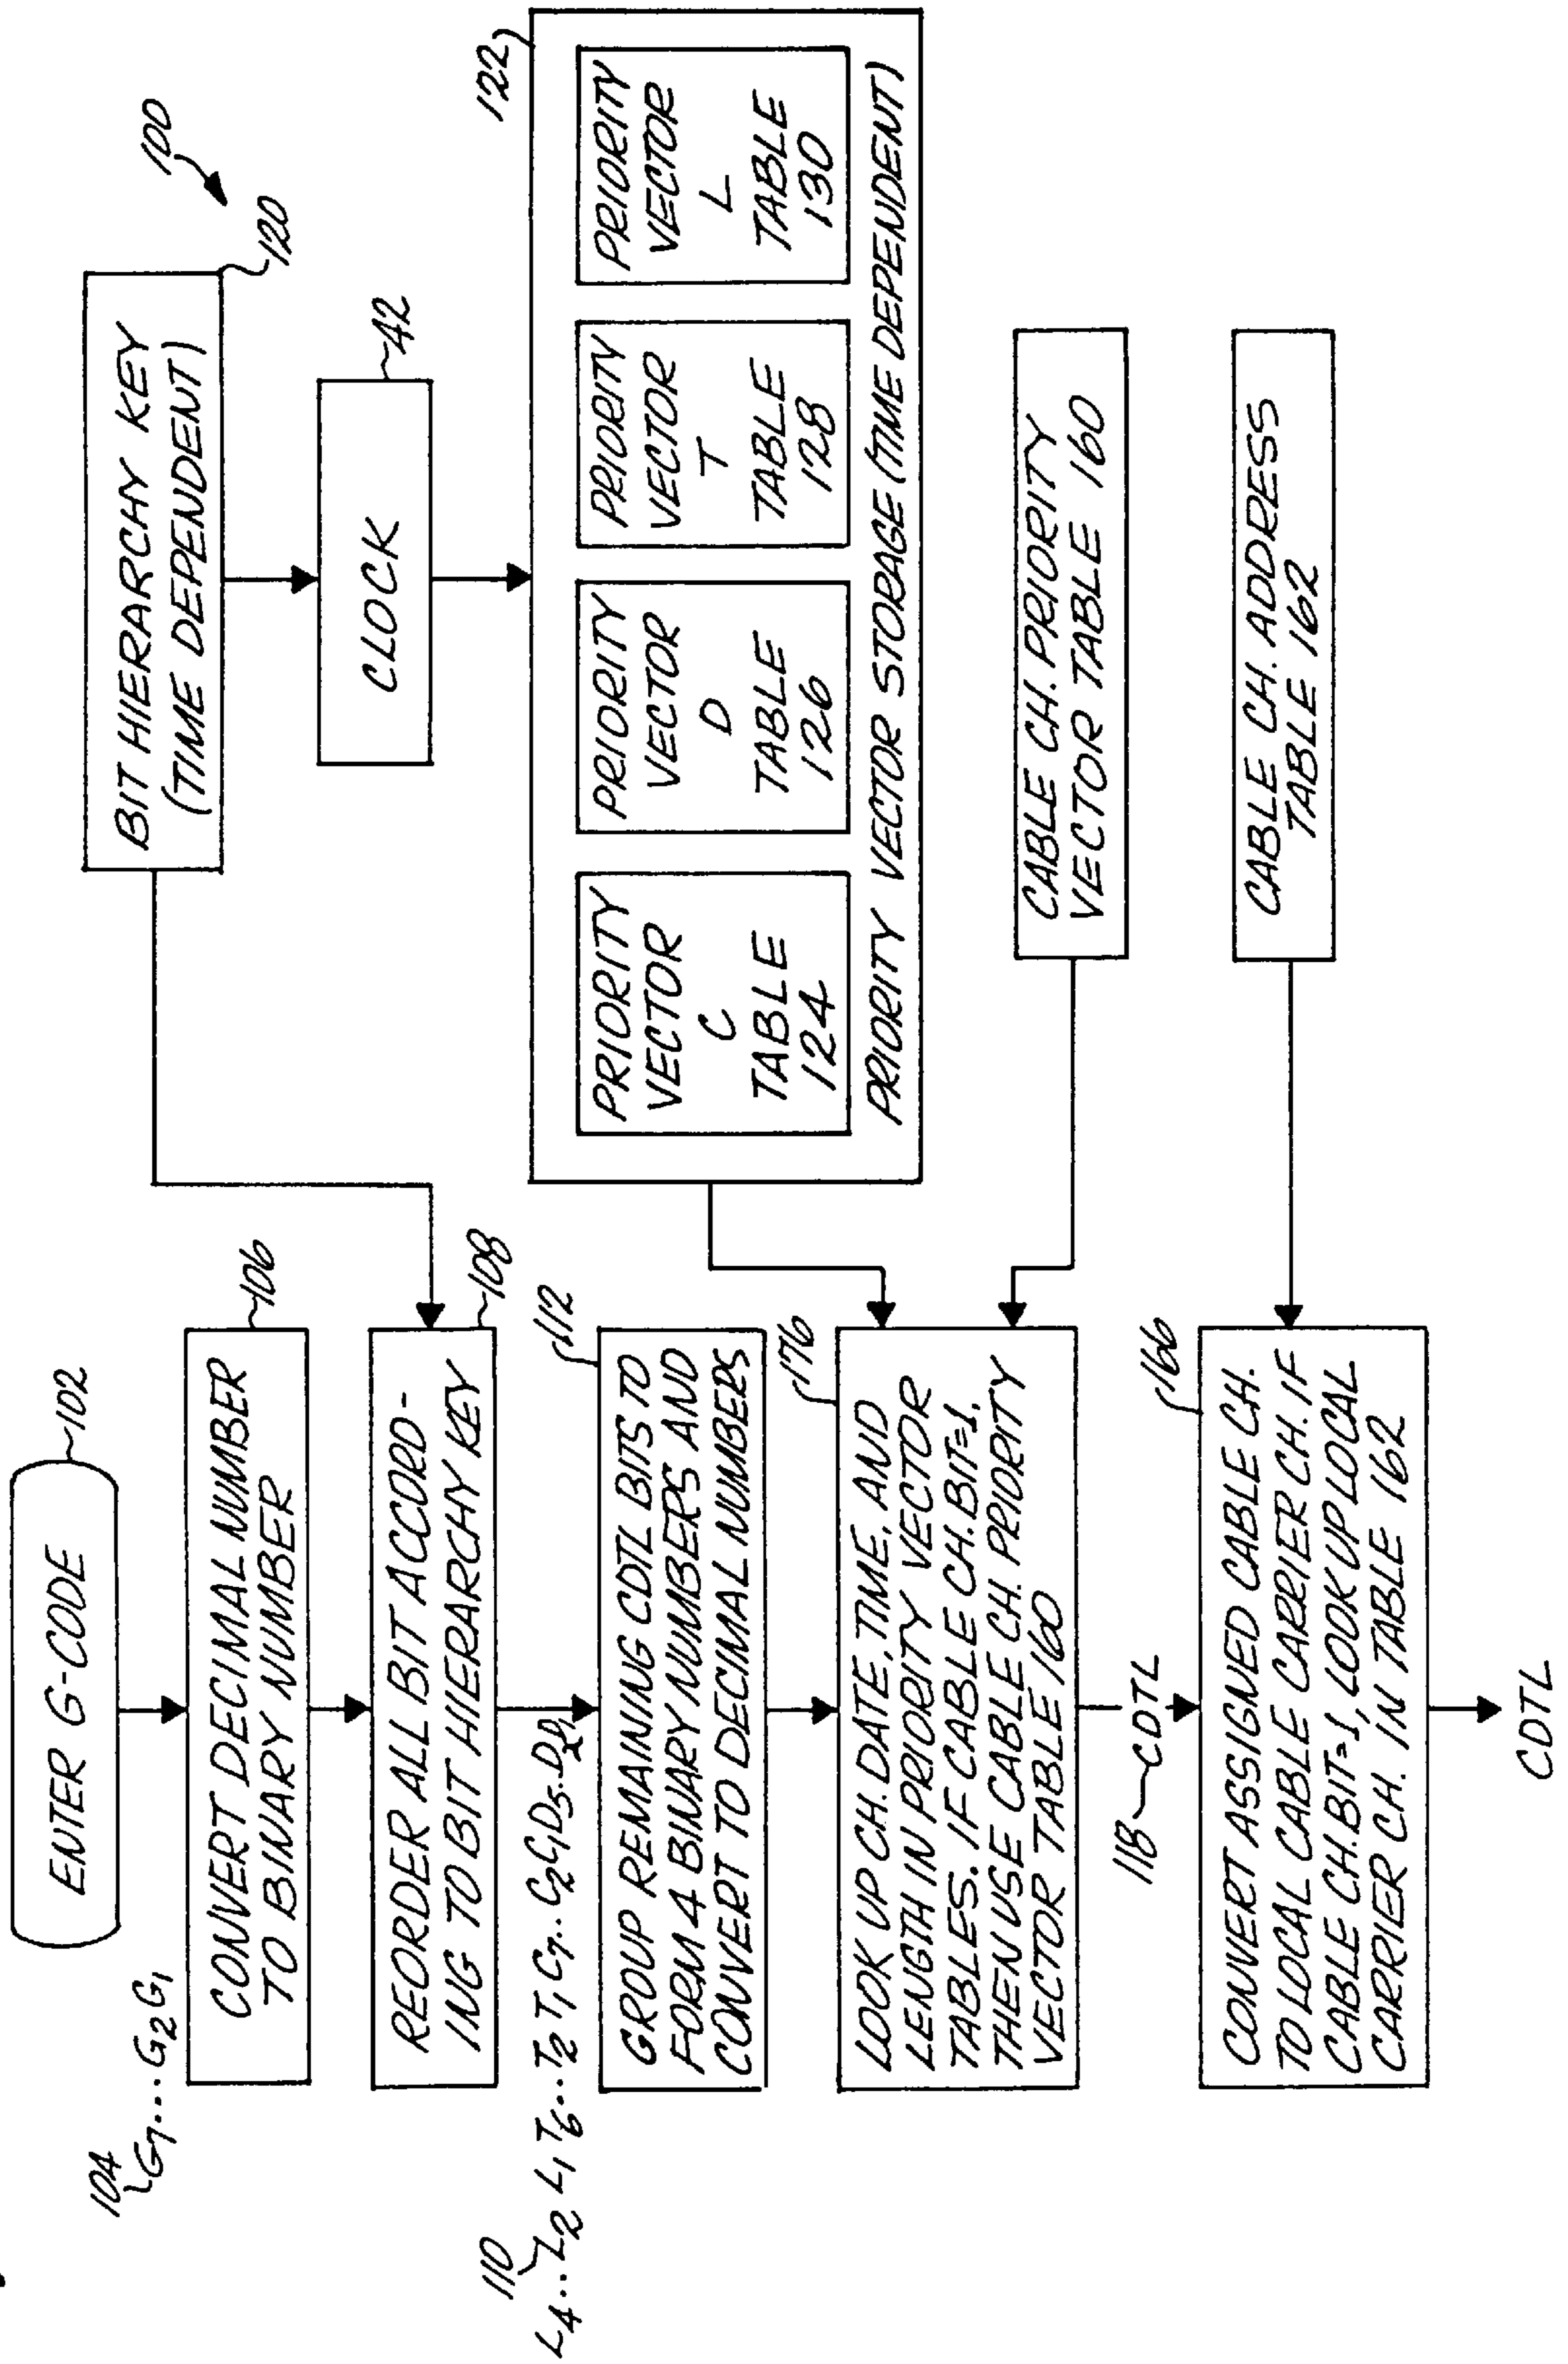 100
ENTER G-CODE
102
104
G7...G2G1
CONVERT DECIMAL NUMBER
TO BINARY NUMBER
106
REORDER ALL BIT ACCORD-
ING TO BIT HIERARCHY KEY
108
110
L4..L2 L1 T6..T2 T1 C7..C2C1D5..D2D1
GROUP REMAINING CDTL BITS TO
FORM 4 BINARY NUMBERS AND
CONVERT TO DECIMAL NUMBERS
112
LOOK UP CH. DATE, TIME, AND
LENGTH IN PRIORITY VECTOR
TABLES. IF CABLE CH. BIT=1,
THEN USE CABLE CH. PRIORITY
VECTOR TABLE 160
176
118
CDTL
CONVERT ASSIGNED CABLE CH.
TO LOCAL CABLE CARRIER CH. IF
CABLE CH. BIT=1, LOOK UP LOCAL
CARRIER CH. IN TABLE 162
166
CDTL
BIT HIERARCHY KEY
(TIME DEPENDENT)
120
CLOCK
42
122
PRIORITY
VECTOR
C
TABLE
124
PRIORITY
VECTOR
D
TABLE
126
PRIORITY
VECTOR
T
TABLE
128
PRIORITY
VECTOR
L
TABLE
130
PRIORITY VECTOR STORAGE (TIME DEPENDENT)
CABLE CH. PRIORITY
VECTOR TABLE 160
CABLE CH. ADDRESS
TABLE 162